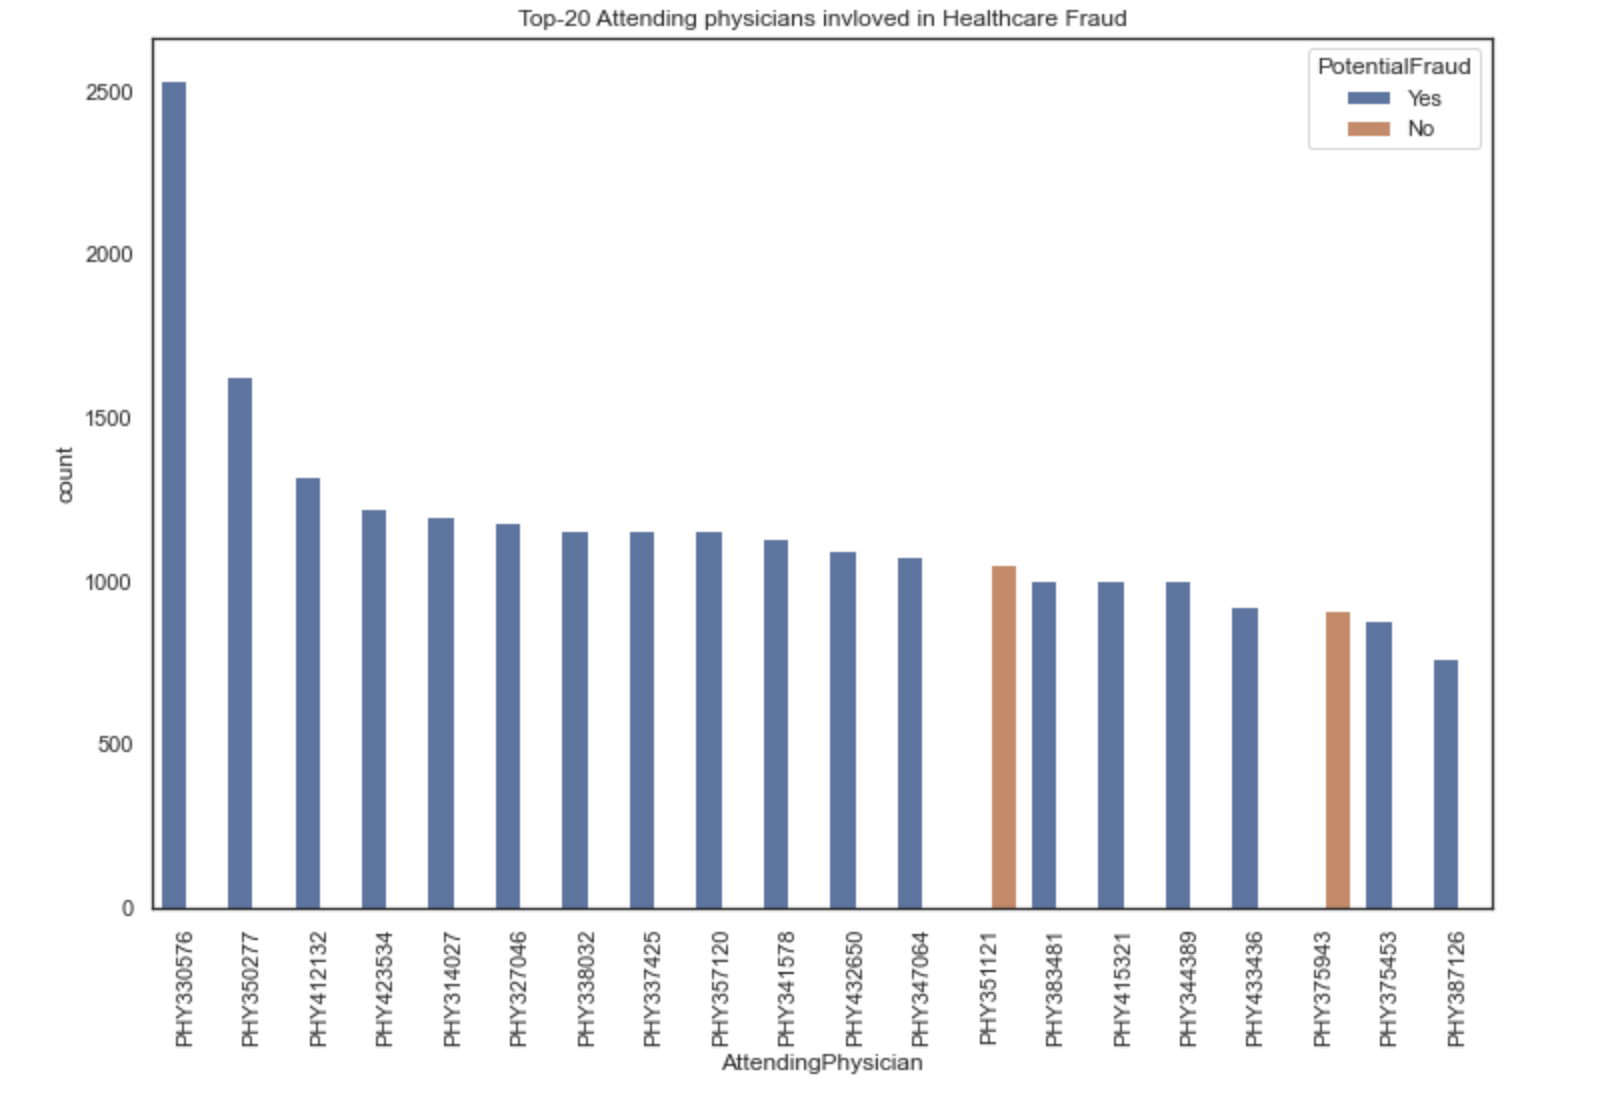 Top-20 Attending physicians invloved in Healthcare Fraud
PotentialFraud
Yes
No
2500
2000
1500
1000
500
0
count
PHY330576
PHY350277
PHY412132
PHY423534
PHY314027
PHY327046
PHY338032
PHY337425
PHY357120
PHY341578
PHY432650
PHY347064
PHY351121
PHY383481
PHY415321
PHY344389
PHY433436
PHY375943
PHY375453
PHY387126
AttendingPhysician